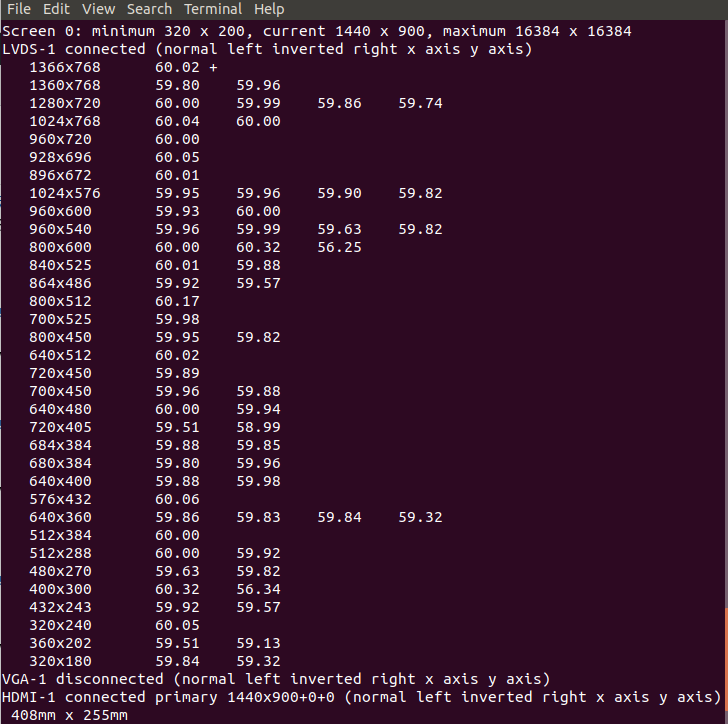 File Edit View Search Terminal Help
Screen 0: minimum 320 x 200, current 1440 x 900, maximum 16384 x 16384
LVDS-1 connected (normal left inverted right x axis y axis)
   1366x768      60.02 +
   1360x768      59.80    59.96
   1280x720      60.00    59.99    59.86    59.74
   1024x768      60.04    60.00
   960x720       60.00
   928x696       60.05
   896x672       60.01
   1024x576      59.95    59.96    59.90    59.82
   960x600       59.93    60.00
   960x540       59.96    59.99    59.63    59.82
   800x600       60.00    60.32    56.25
   840x525       60.01    59.88
   864x486       59.92    59.57
   800x512       60.17
   700x525       59.98
   800x450       59.95    59.82
   640x512       60.02
   720x450       59.89
   700x450       59.96    59.88
   640x480       60.00    59.94
   720x405       59.51    58.99
   684x384       59.88    59.85
   680x384       59.80    59.96
   640x400       59.88    59.98
   576x432       60.06
   640x360       59.86    59.83    59.84    59.32
   512x384       60.00
   512x288       60.00    59.92
   480x270       59.63    59.82
   400x300       60.32    56.34
   432x243       59.92    59.57
   320x240       60.05
   360x202       59.51    59.13
   320x180       59.84    59.32
VGA-1 disconnected (normal left inverted right x axis y axis)
HDMI-1 connected primary 1440x900+0+0 (normal left inverted right x axis y axis)
 408mm x 255mm